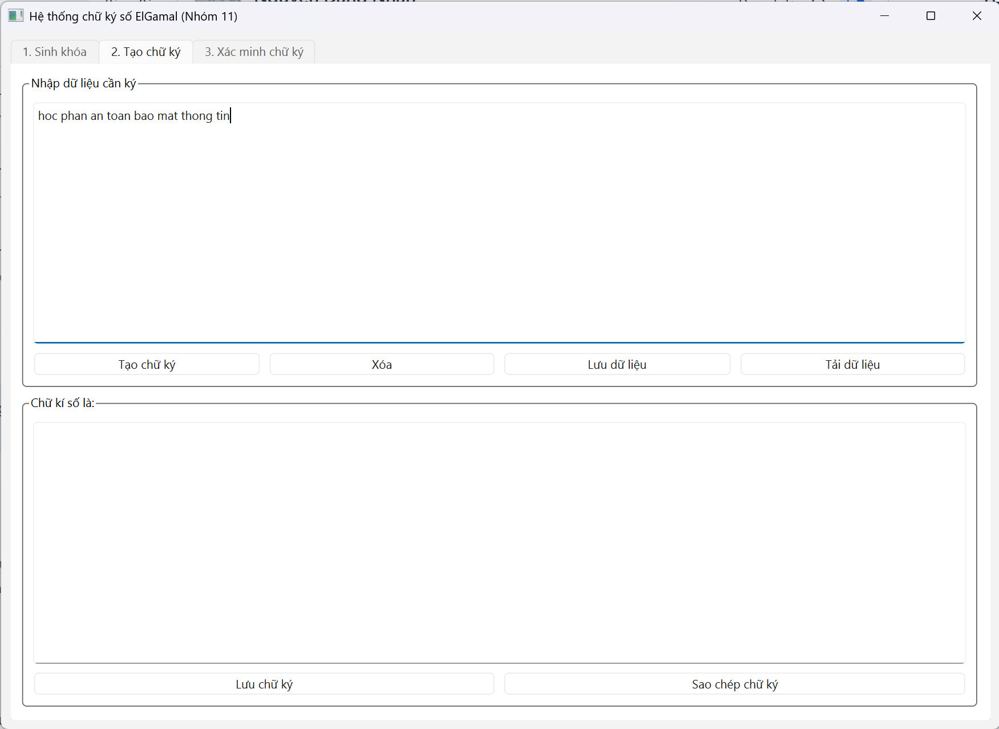 Hệ thống chữ ký số ElGamal (Nhóm 11)
1. Sinh khóa
2. Tạo chữ ký
3. Xác minh chữ ký
Nhập dữ liệu cần ký
hoc phan an toan bao mat thong tin
Tạo chữ ký
Xóa
Lưu dữ liệu
Tải dữ liệu
Chữ kí số là:
Lưu chữ ký
Sao chép chữ ký